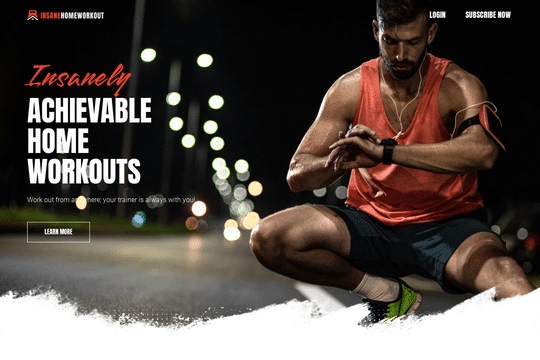 INSANEHOMEWORKOUT
LOGIN
SUBSCRIBE NOW
Insanely
ACHIEVABLE
HOME
WORKOUTS
Work out from anywhere; your trainer is always with you!
LEARN MORE